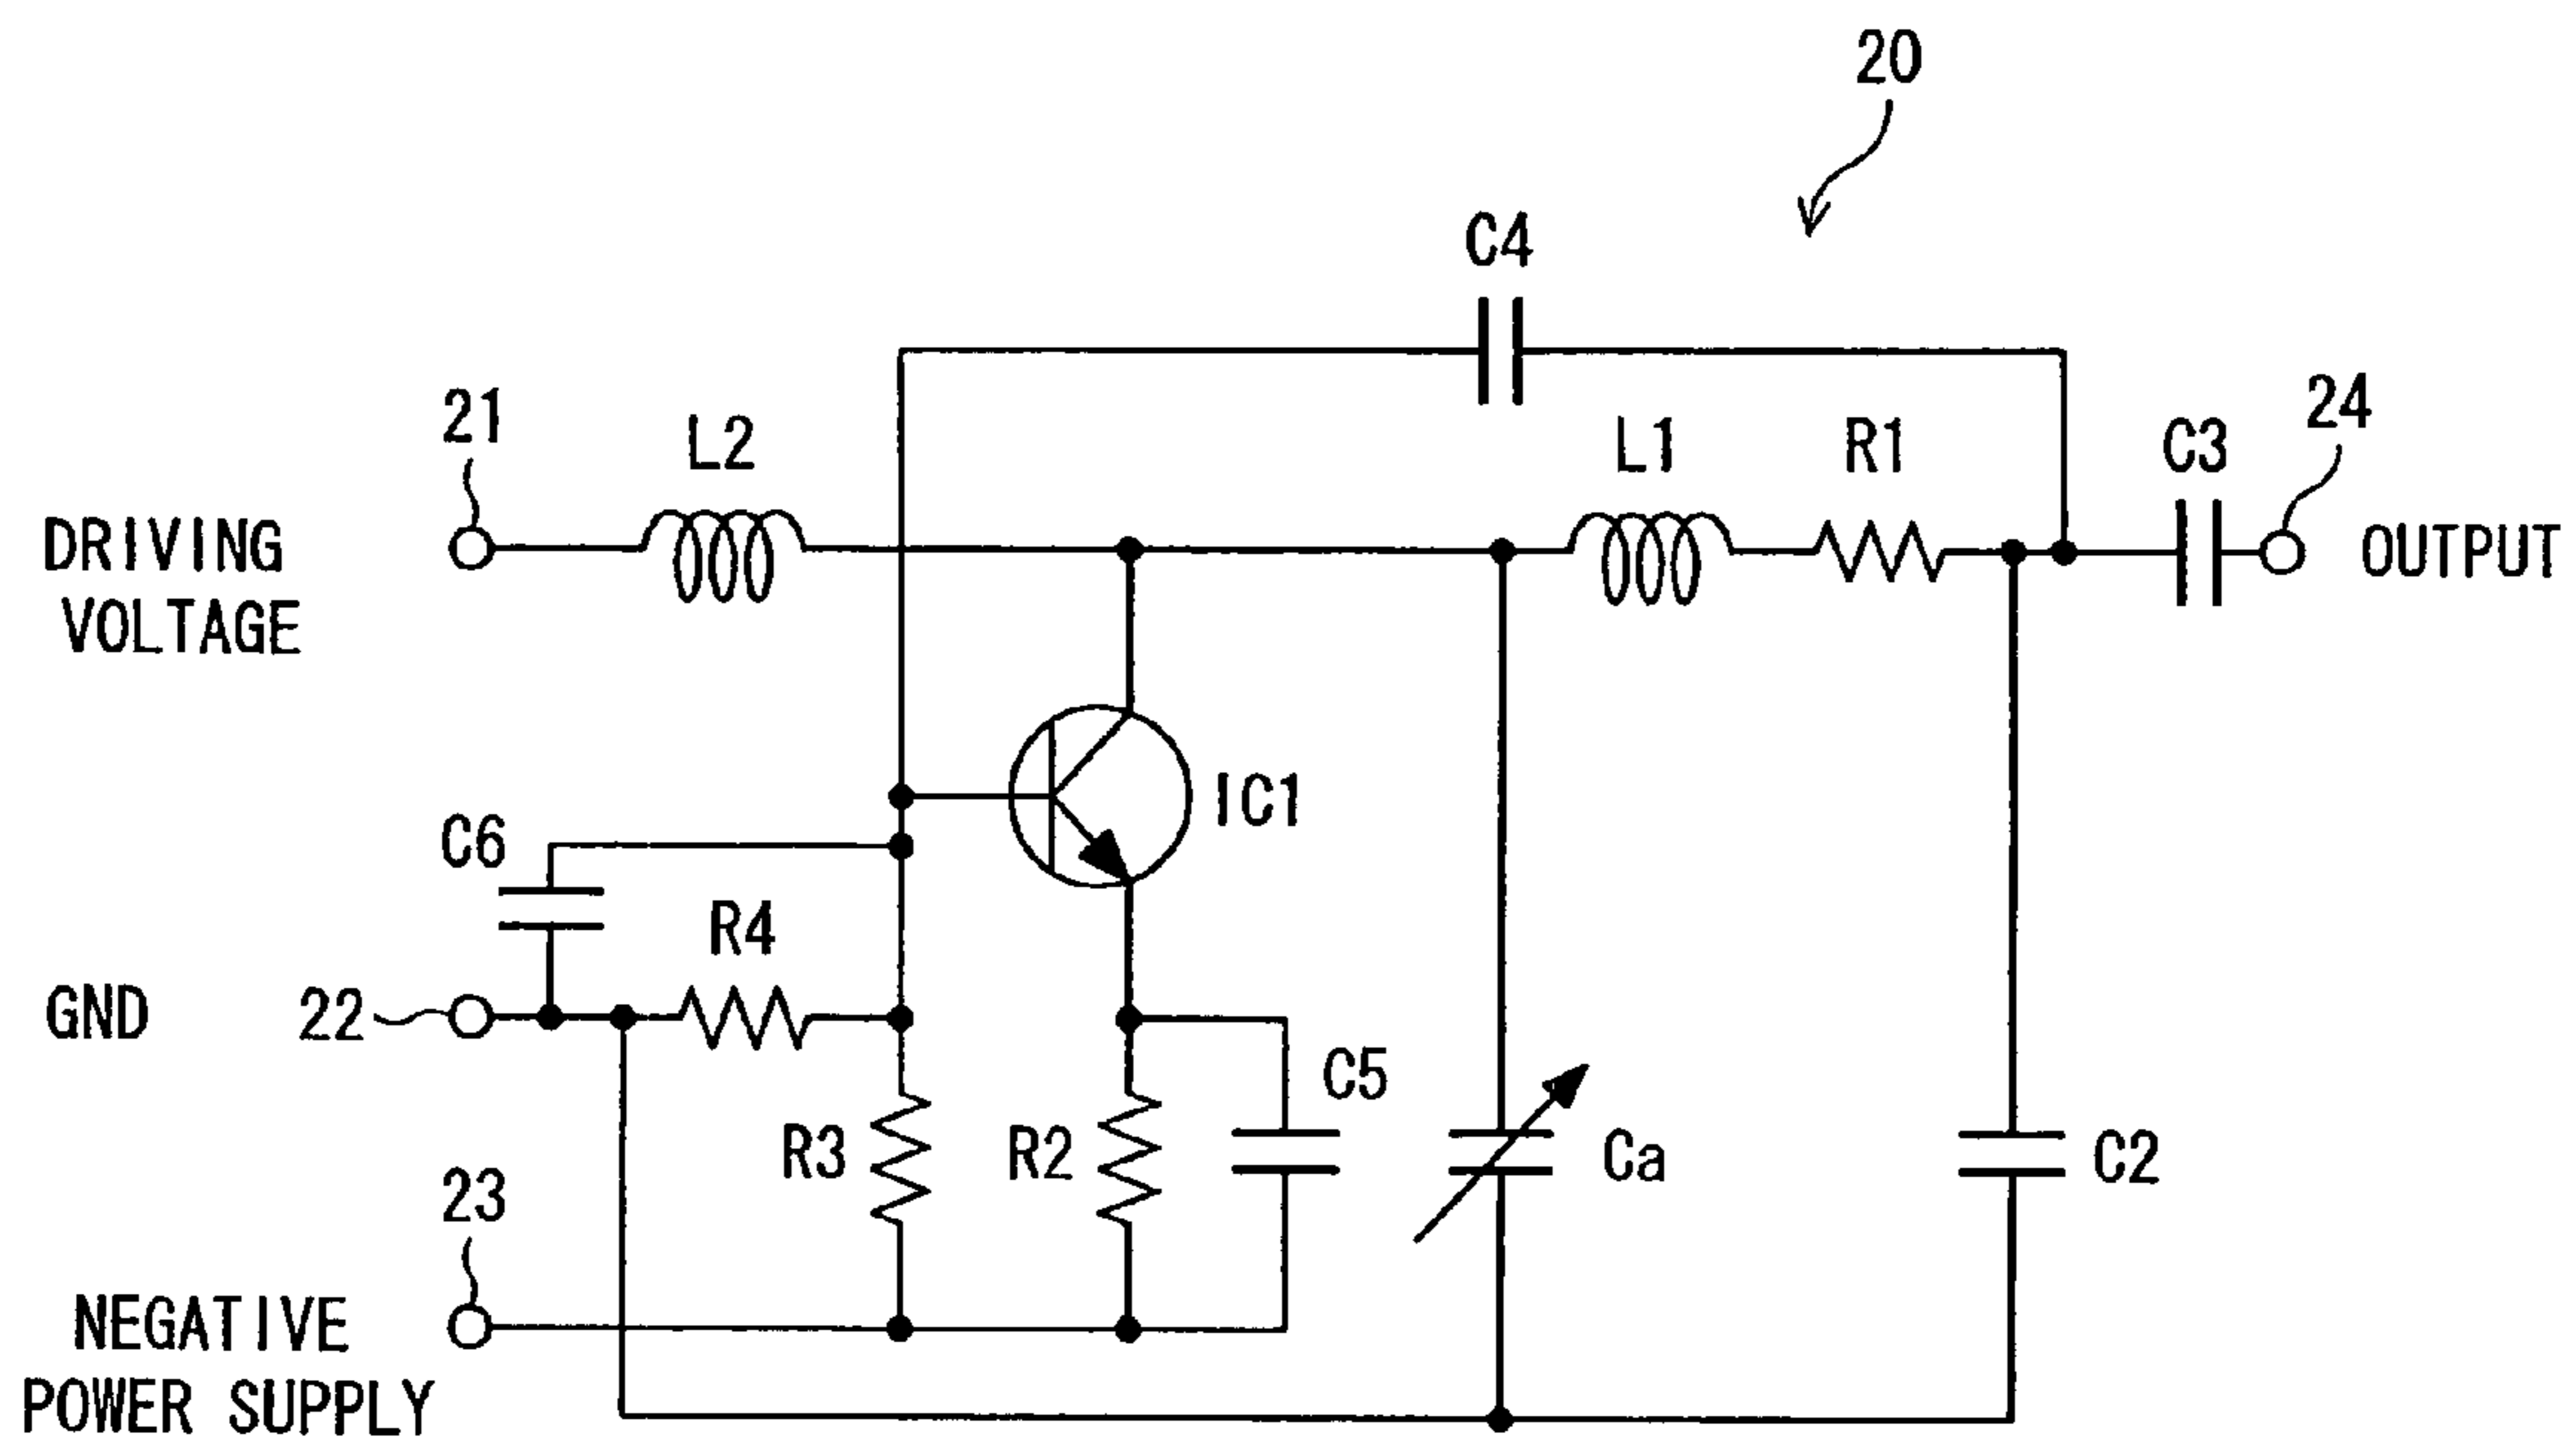 20
C4
21
L2
L1
R1
C3
24
DRIVING
VOLTAGE
OUTPUT
IC1
C6
R4
GND
22
C5
R3
R2
Ca
C2
23
NEGATIVE
POWER SUPPLY